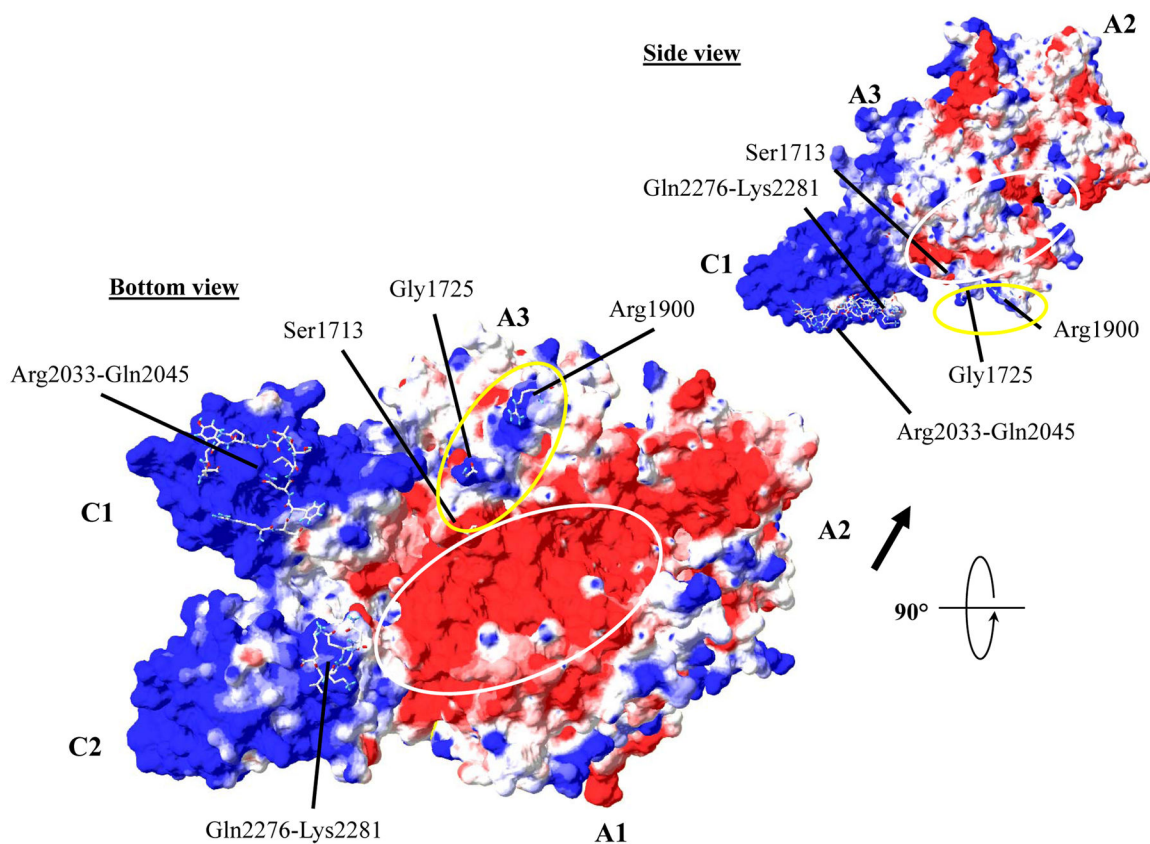 Side view
A2
A3
Ser1713
Gln2276-Lys2281
C1
Arg1900
Gly1725
Arg2033-Gln2045
Bottom view
Gly1725
A3
Arg1900
Ser1713
Arg2033-Gln2045
C1
A2
90°
C2
Gln2276-Lys2281
A1